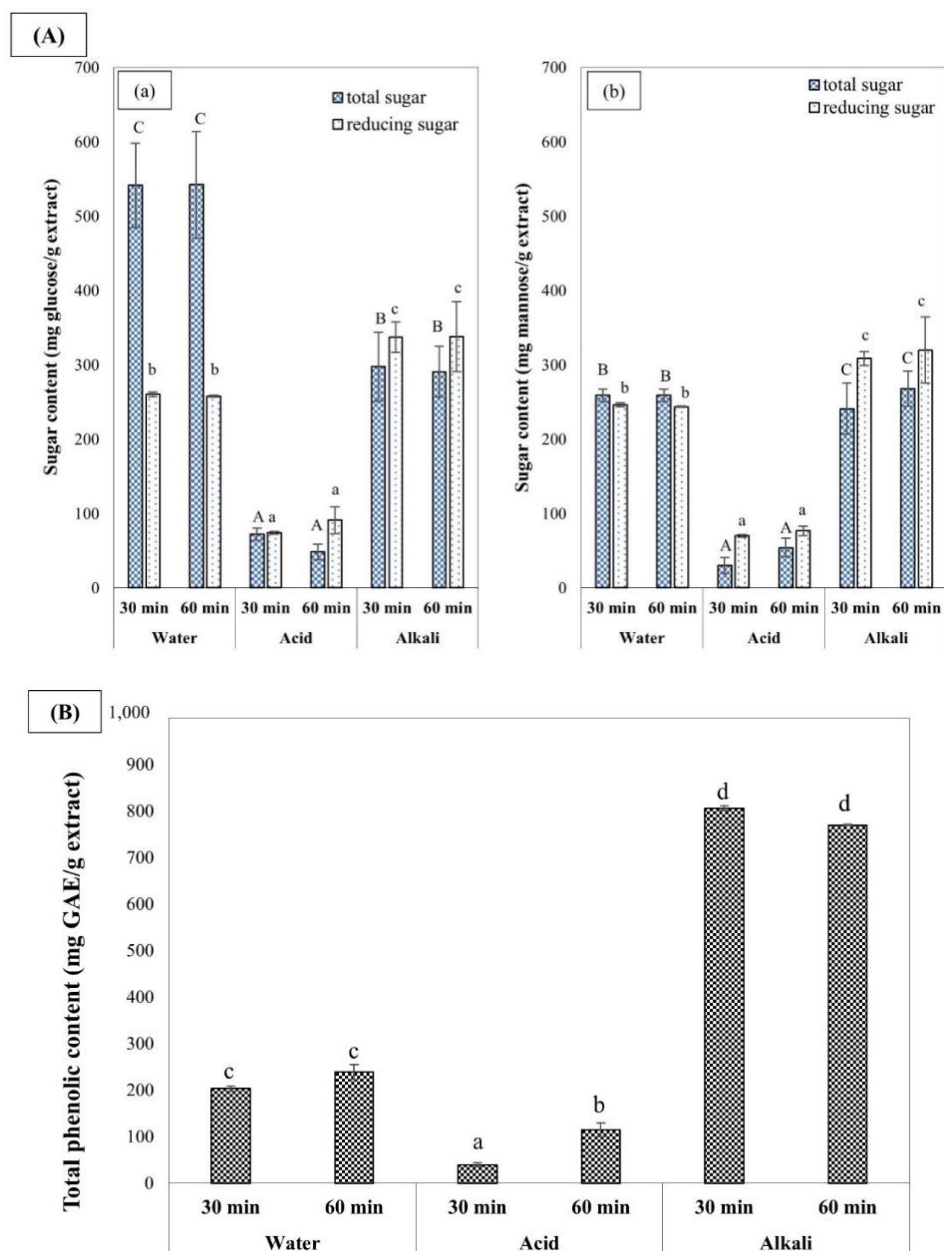 (A)
(a)
total sugar
reducing sugar
Sugar content (mg glucose/g extract)
700
600
500
400
300
200
100
0
C
C
b
b
A
a
A
a
B
c
B
c
30 min 60 min 30 min 60 min 30 min 60 min
Water Acid Alkali
(b)
total sugar
reducing sugar
Sugar content (mg mannose/g extract)
700
600
500
400
300
200
100
0
B
b
B
b
A
a
A
a
C
c
C
c
30 min 60 min 30 min 60 min 30 min 60 min
Water Acid Alkali
(B)
Total phenolic content (mg GAE/g extract)
1,000
900
800
700
600
500
400
300
200
100
0
c
c
a
b
d
d
30 min 60 min 30 min 60 min 30 min 60 min
Water Acid Alkali